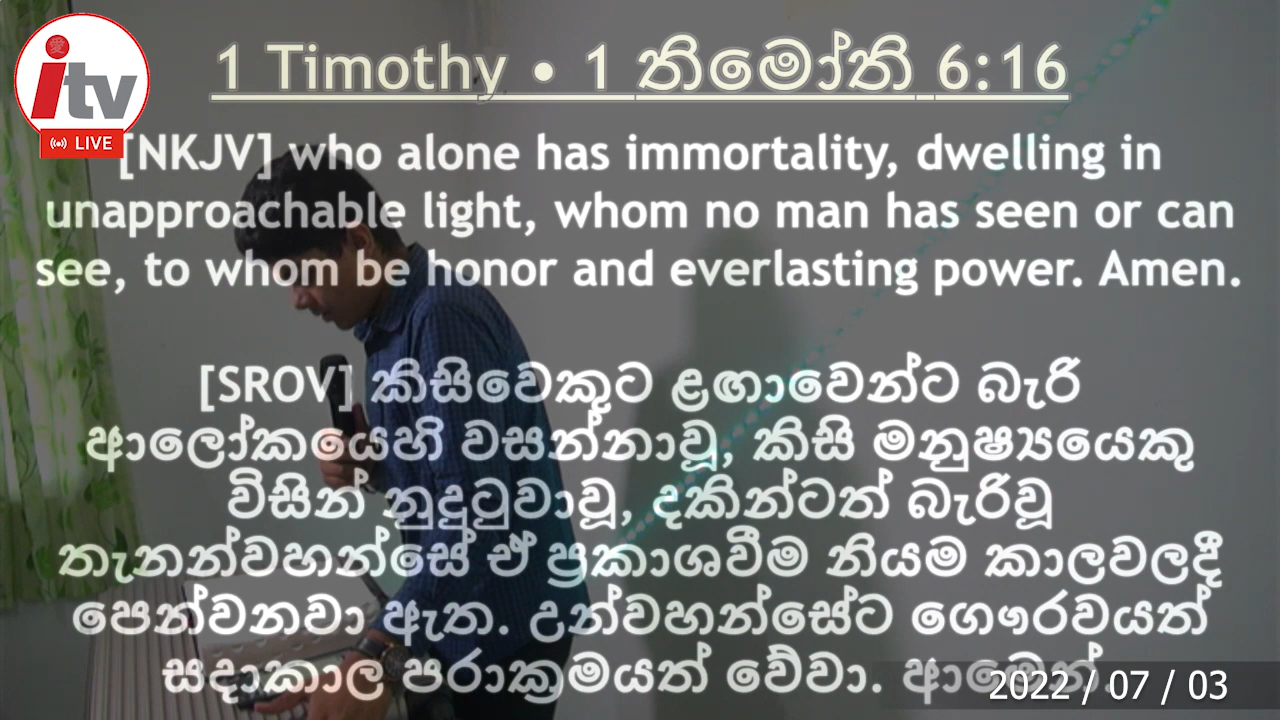 愛
itv
LIVE
1 Timothy • 1 තිමෝති 6:16
[NKJV] who alone has immortality, dwelling in
unapproachable light, whom no man has seen or can
see, to whom be honor and everlasting power. Amen.
[SROV] කිසිවෙකුට ළඟාවෙන්ට බැරි
ආලෝකයෙහි වසන්නාවූ, කිසි මනුෂ්‍යයෙකු
විසින් නුදුටුවාවූ, දකින්ටත් බැරිවූ
තැනන්වහන්සේ ඒ ප්‍රකාශවීම නියම කාලවලදී
පෙන්වනවා ඇත. උන්වහන්සේට ගෞරවයත්
සදාකාල පරාක්‍රමයත් වේවා. ආමෙන්.
2022 / 07 / 03